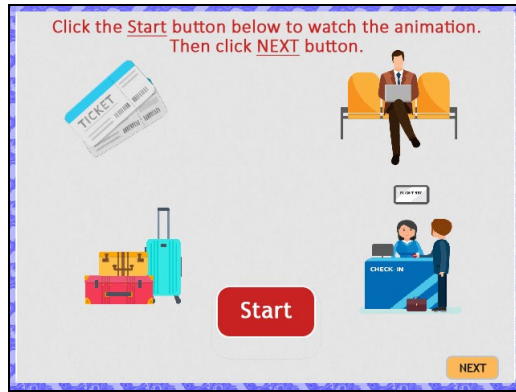 Click the Start button below to watch the animation.
Then click NEXT button.
TICKET
CHECK-IN
Start
NEXT